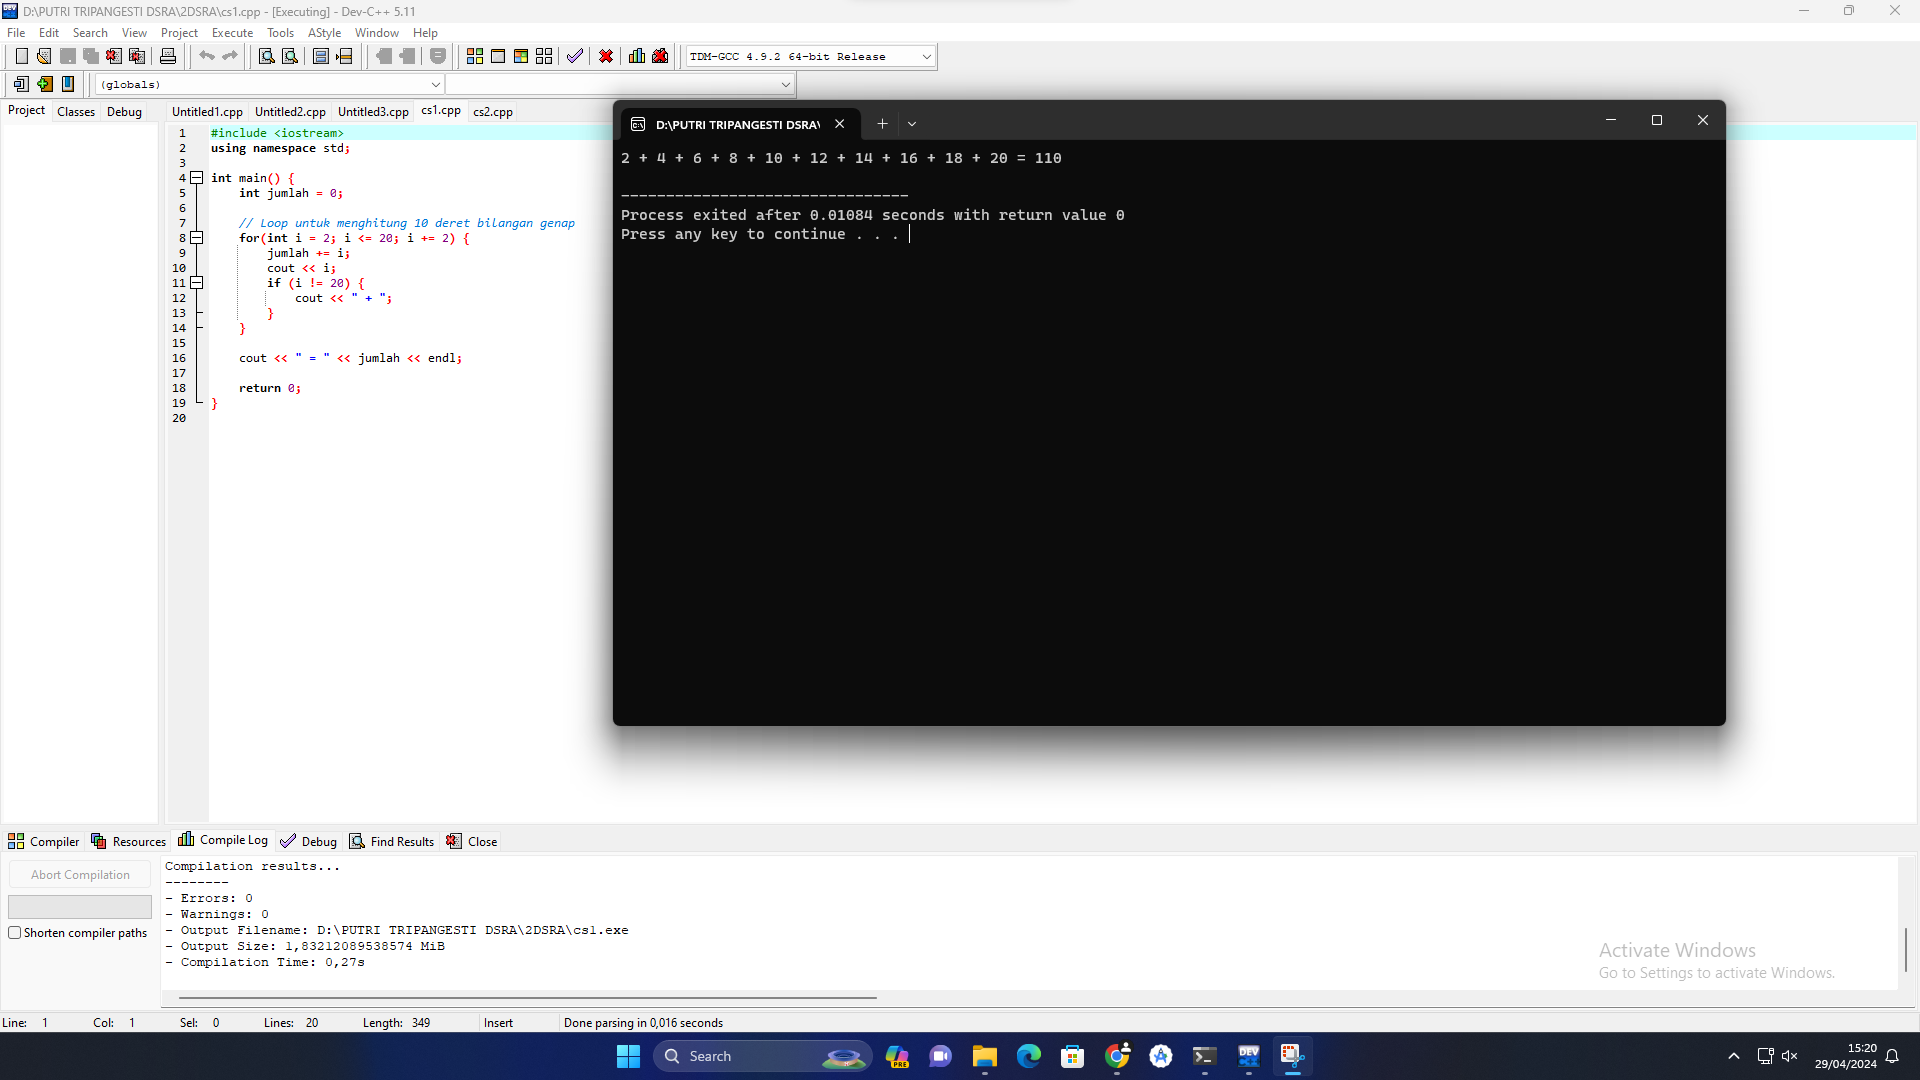 D:\PUTRI TRIPANGESTI DSRA\2DSRA\cs1.cpp - [Executing] - Dev-C++ 5.11
File Edit Search View Project Execute Tools AStyle Window Help
TDM-GCC 4.9.2 64-bit Release
(globals)
Project Classes Debug
Untitled1.cpp Untitled2.cpp Untitled3.cpp cs1.cpp cs2.cpp
1 #include <iostream>
2 using namespace std;
3
4 int main() {
5 int jumlah = 0;
6
7 // Loop untuk menghitung 10 deret bilangan genap
8 for(int i = 2; i <= 20; i += 2) {
9 jumlah += i;
10 cout << i;
11 if (i != 20) {
12 cout << " + ";
13 }
14 }
15
16 cout << " = " << jumlah << endl;
17
18 return 0;
19 }
20
D:\PUTRI TRIPANGESTI DSRA\
2 + 4 + 6 + 8 + 10 + 12 + 14 + 16 + 18 + 20 = 110
--------------------------------
Process exited after 0.01084 seconds with return value 0
Press any key to continue . . .
Compiler Resources Compile Log Debug Find Results Close
Abort Compilation
Shorten compiler paths
Compilation results...
--------
- Errors: 0
- Warnings: 0
- Output Filename: D:\PUTRI TRIPANGESTI DSRA\2DSRA\cs1.exe
- Output Size: 1,83212089538574 MiB
- Compilation Time: 0,27s
Activate Windows
Go to Settings to activate Windows.
Line: 1 Col: 1 Sel: 0 Lines: 20 Length: 349 Insert Done parsing in 0,016 seconds
Search
PRE
DEV
15:20
29/04/2024